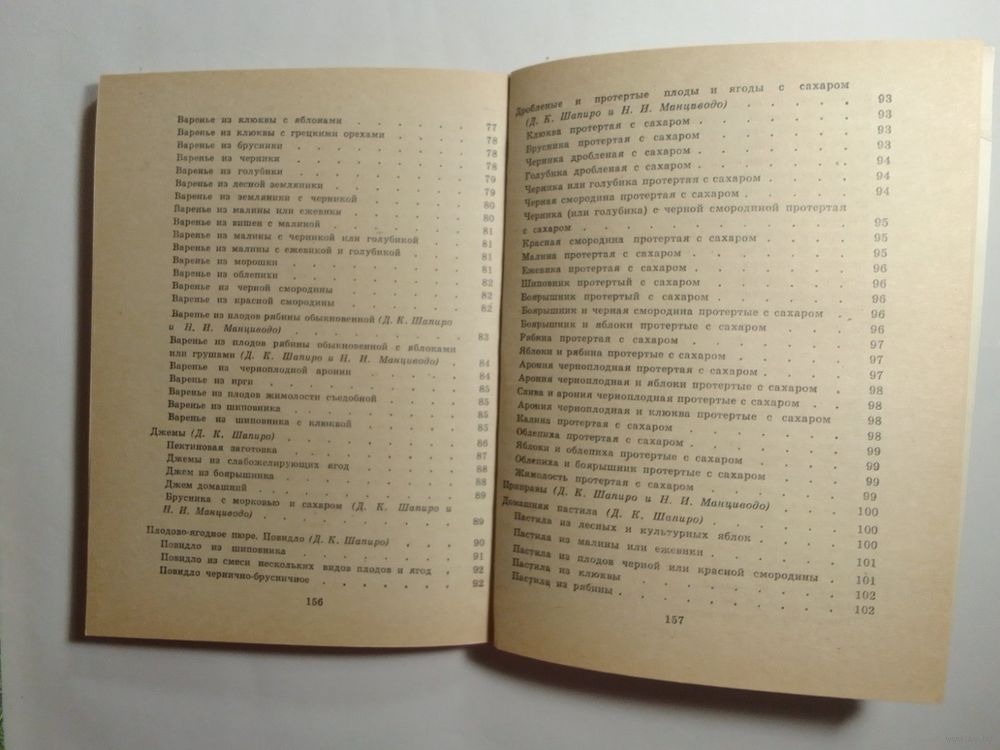 Варенье из клюквы с яблоками . . . . . . 77
Варенье из клюквы с грецкими орехами . . . . 78
Варенье из брусники . . . . . . . 78
Варенье из черники . . . . . . . 78
Варенье из голубики . . . . . . . 79
Варенье из лесной земляники . . . . . . 79
Варенье из земляники с черникой . . . . . 80
Варенье из малины или ежевики . . . . . 80
Варенье из вишен с малиной . . . . . . 81
Варенье из малины с черникой или голубикой . . . 81
Варенье из малины с ежевикой и голубикой . . . 81
Варенье из морошки . . . . . . . 81
Варенье из облепихи . . . . . . . 82
Варенье из черной смородины . . . . . 82
Варенье из красной смородины . . . . . 82
Варенье из плодов рябины обыкновенной (Д. К. Шапиро
и Н. И. Манциводо) . . . . . . . 83
Варенье из плодов рябины обыкновенной с яблоками
или грушами (Д. К. Шапиро и Н. И. Манциводо) . . 84
Варенье из черноплодной аронии . . . . . 84
Варенье из ирги . . . . . . . . 85
Варенье из плодов жимолости съедобной . . . . 85
Варенье из шиповника . . . . . . . 85
Варенье из шиповника с клюквой . . . . . 85
Джемы (Д. К. Шапиро) . . . . . . . 86
Пектиновая заготовка . . . . . . . 87
Джемы из слабожелирующих ягод . . . . . 88
Джем из боярышника . . . . . . . 88
Джем домашний . . . . . . . . 89
Брусника с морковью и сахаром (Д. К. Шапиро и
Н. И. Манциводо) . . . . . . . . 89
Плодово-ягодное пюре. Повидло (Д. К. Шапиро) . . . 90
Повидло из шиповника . . . . . . . 91
Повидло из смеси нескольких видов плодов и ягод . 92
Повидло чернично-брусничное . . . . . . 92
156
Дробленые и протертые плоды и ягоды с сахаром
(Д. К. Шапиро и Н. И. Манциводо) . . . . . 93
Клюква протертая с сахаром . . . . . . 93
Брусника протертая с сахаром . . . . . . 93
Черника дробленая с сахаром . . . . . . 93
Голубика дробленая с сахаром . . . . . . 94
Черника или голубика протертая с сахаром . . . 94
Черная смородина протертая с сахаром . . . . 94
Черника (или голубика) с черной смородиной протертая
с сахаром . . . . . . . . . 95
Красная смородина протертая с сахаром . . . . 95
Малина протертая с сахаром . . . . . . 95
Ежевика протертая с сахаром . . . . . . 96
Шиповник протертый с сахаром . . . . . 96
Боярышник протертый с сахаром . . . . . 96
Боярышник и черная смородина протертые с сахаром . 96
Боярышник и яблоки протертые с сахаром . . . 96
Рябина протертая с сахаром . . . . . . 97
Яблоки и рябина протертые с сахаром . . . . 97
Арония черноплодная протертая с сахаром . . . 97
Арония черноплодная и яблоки протертые с сахаром . 98
Слива и арония черноплодная протертые с сахаром . . 98
Арония черноплодная и клюква протертые с сахаром 98
Калина протертая с сахаром . . . . . . 98
Облепиха протертая с сахаром . . . . . . 99
Яблоки и облепиха протертые с сахаром . . . . 99
Облепиха и боярышник протертые с сахаром . . . 99
Жимолость протертая с сахаром . . . . . 99
Приправы (Д. К. Шапиро и Н. И. Манциводо) . . . 100
Домашняя пастила (Д. К. Шапиро) . . . . . 100
Пастила из лесных и культурных яблок . . . . 100
Пастила из малины или ежевики . . . . . 101
Пастила из плодов черной или красной смородины . 101
Пастила из клюквы . . . . . . . 102
Пастила из рябины . . . . . . . 102
157